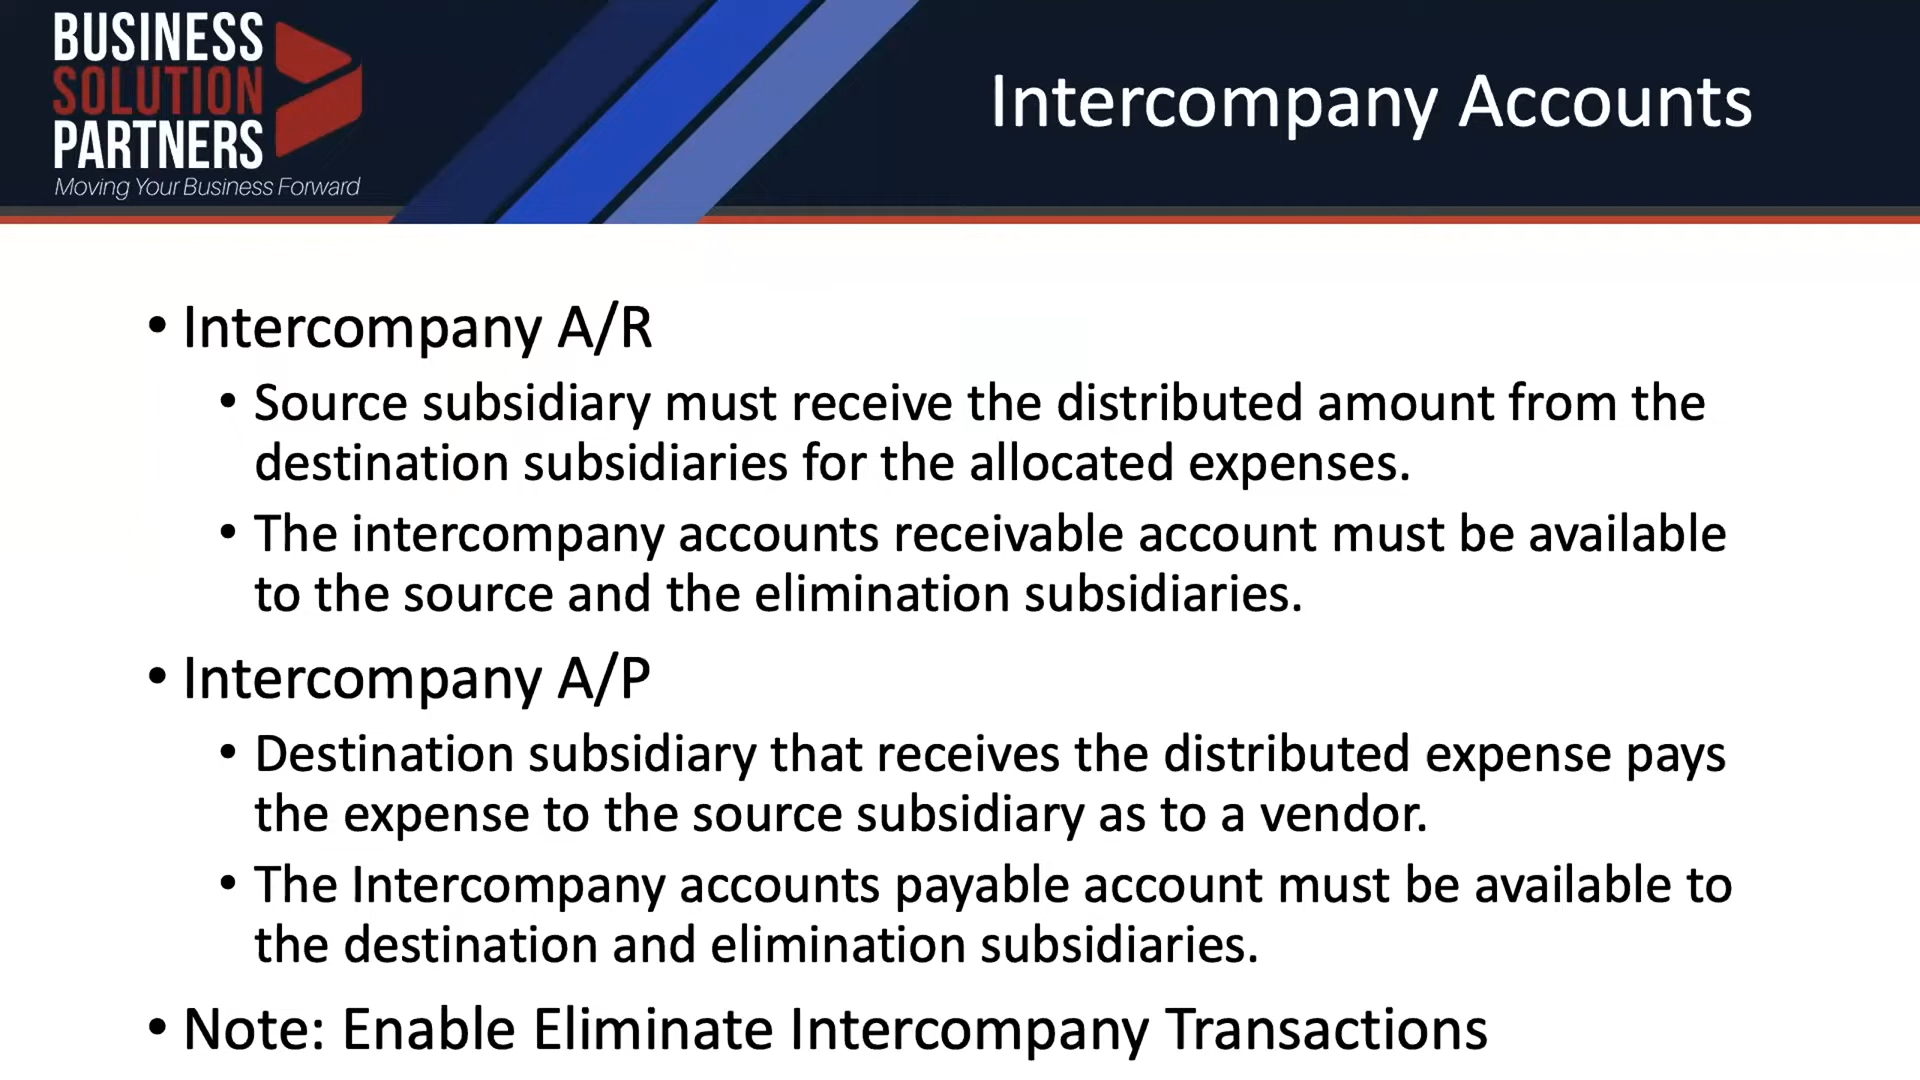 BUSINESS
SOLUTION
PARTNERS
Moving Your Business Forward
Intercompany Accounts
• Intercompany A/R
• Source subsidiary must receive the distributed amount from the
destination subsidiaries for the allocated expenses.
• The intercompany accounts receivable account must be available
to the source and the elimination subsidiaries.
• Intercompany A/P
• Destination subsidiary that receives the distributed expense pays
the expense to the source subsidiary as to a vendor.
• The Intercompany accounts payable account must be available to
the destination and elimination subsidiaries.
• Note: Enable Eliminate Intercompany Transactions